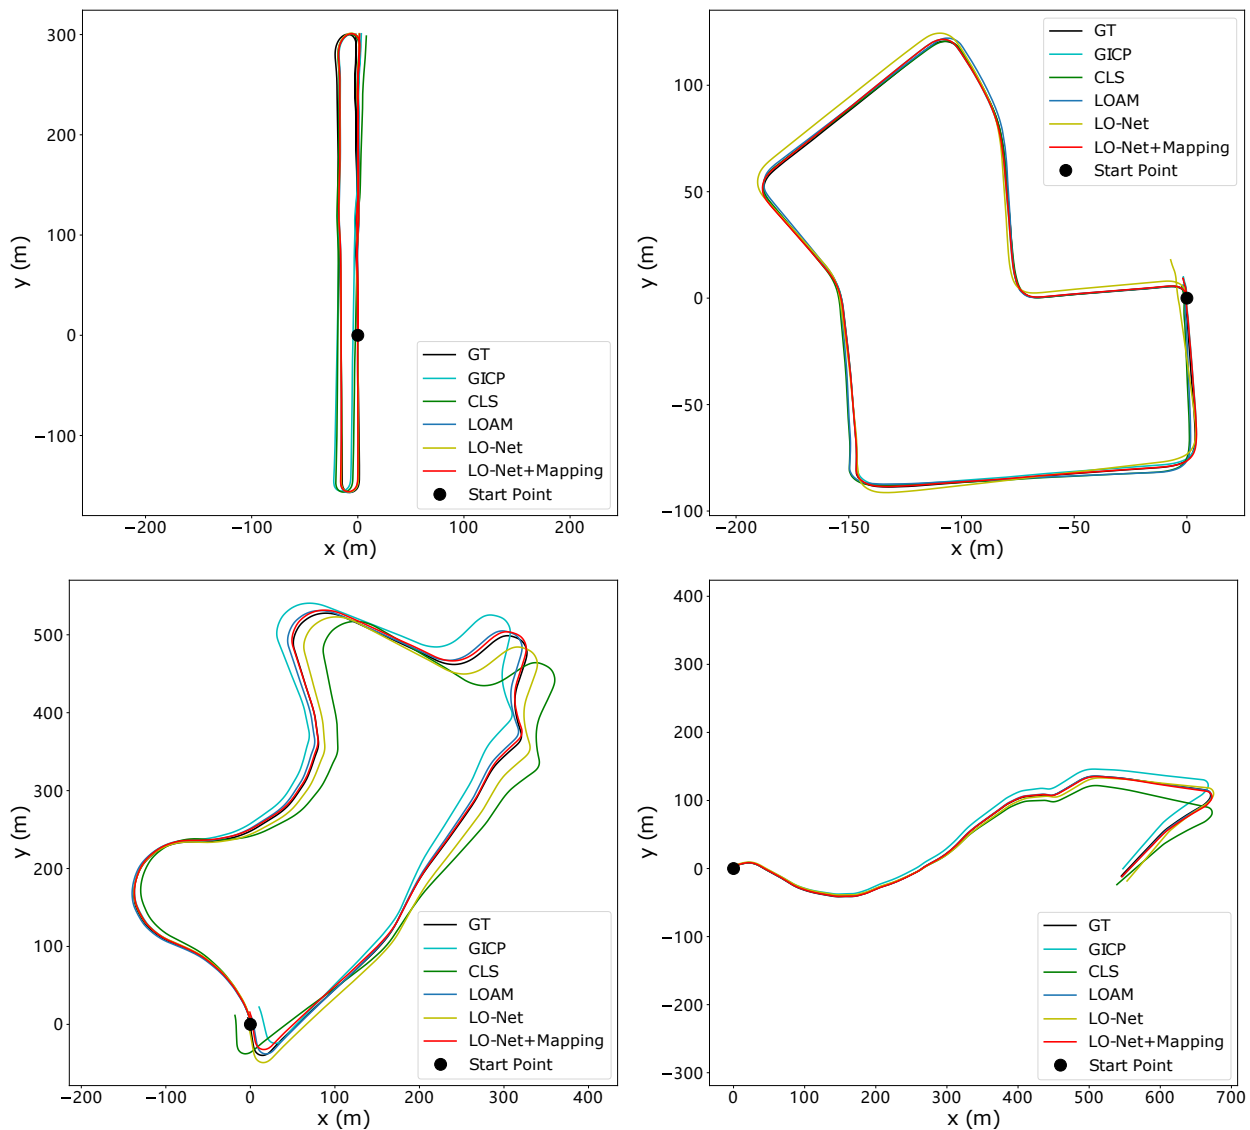 300
200
100
0
−100
y (m)
−200
−100
0
100
200
x (m)
GT
GICP
CLS
LOAM
LO-Net
LO-Net+Mapping
Start Point
100
50
0
−50
−100
y (m)
−200
−150
−100
−50
0
x (m)
GT
GICP
CLS
LOAM
LO-Net
LO-Net+Mapping
Start Point
500
400
300
200
100
0
y (m)
−200
−100
0
100
200
300
400
x (m)
GT
GICP
CLS
LOAM
LO-Net
LO-Net+Mapping
Start Point
400
300
200
100
0
−100
−200
−300
y (m)
0
100
200
300
400
500
600
700
x (m)
GT
GICP
CLS
LOAM
LO-Net
LO-Net+Mapping
Start Point